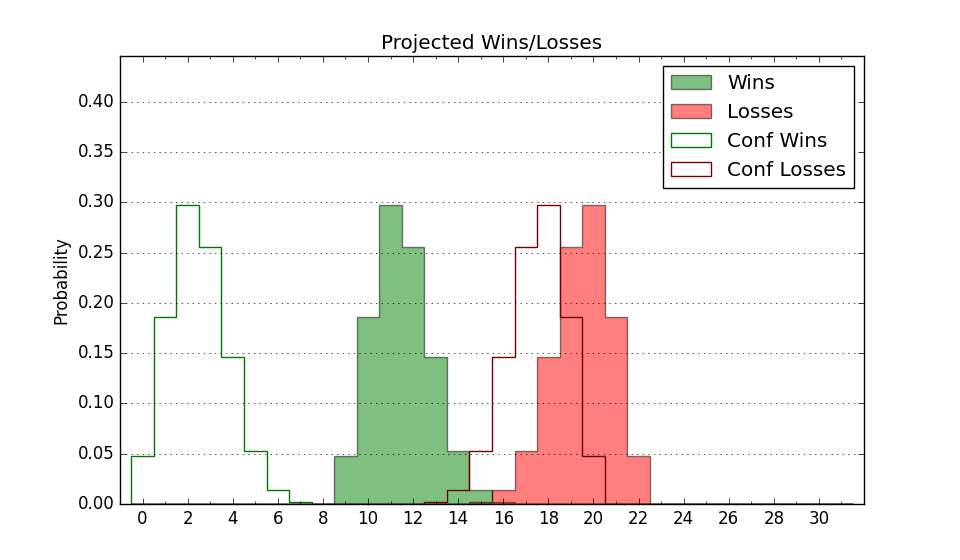 Projected Wins/Losses
Wins
Losses
Conf Wins
Conf Losses
Probability
0.40
0.35
0.30
0.25
0.20
0.15
0.10
0.05
0.00
0 2 4 6 8 10 12 14 16 18 20 22 24 26 28 30